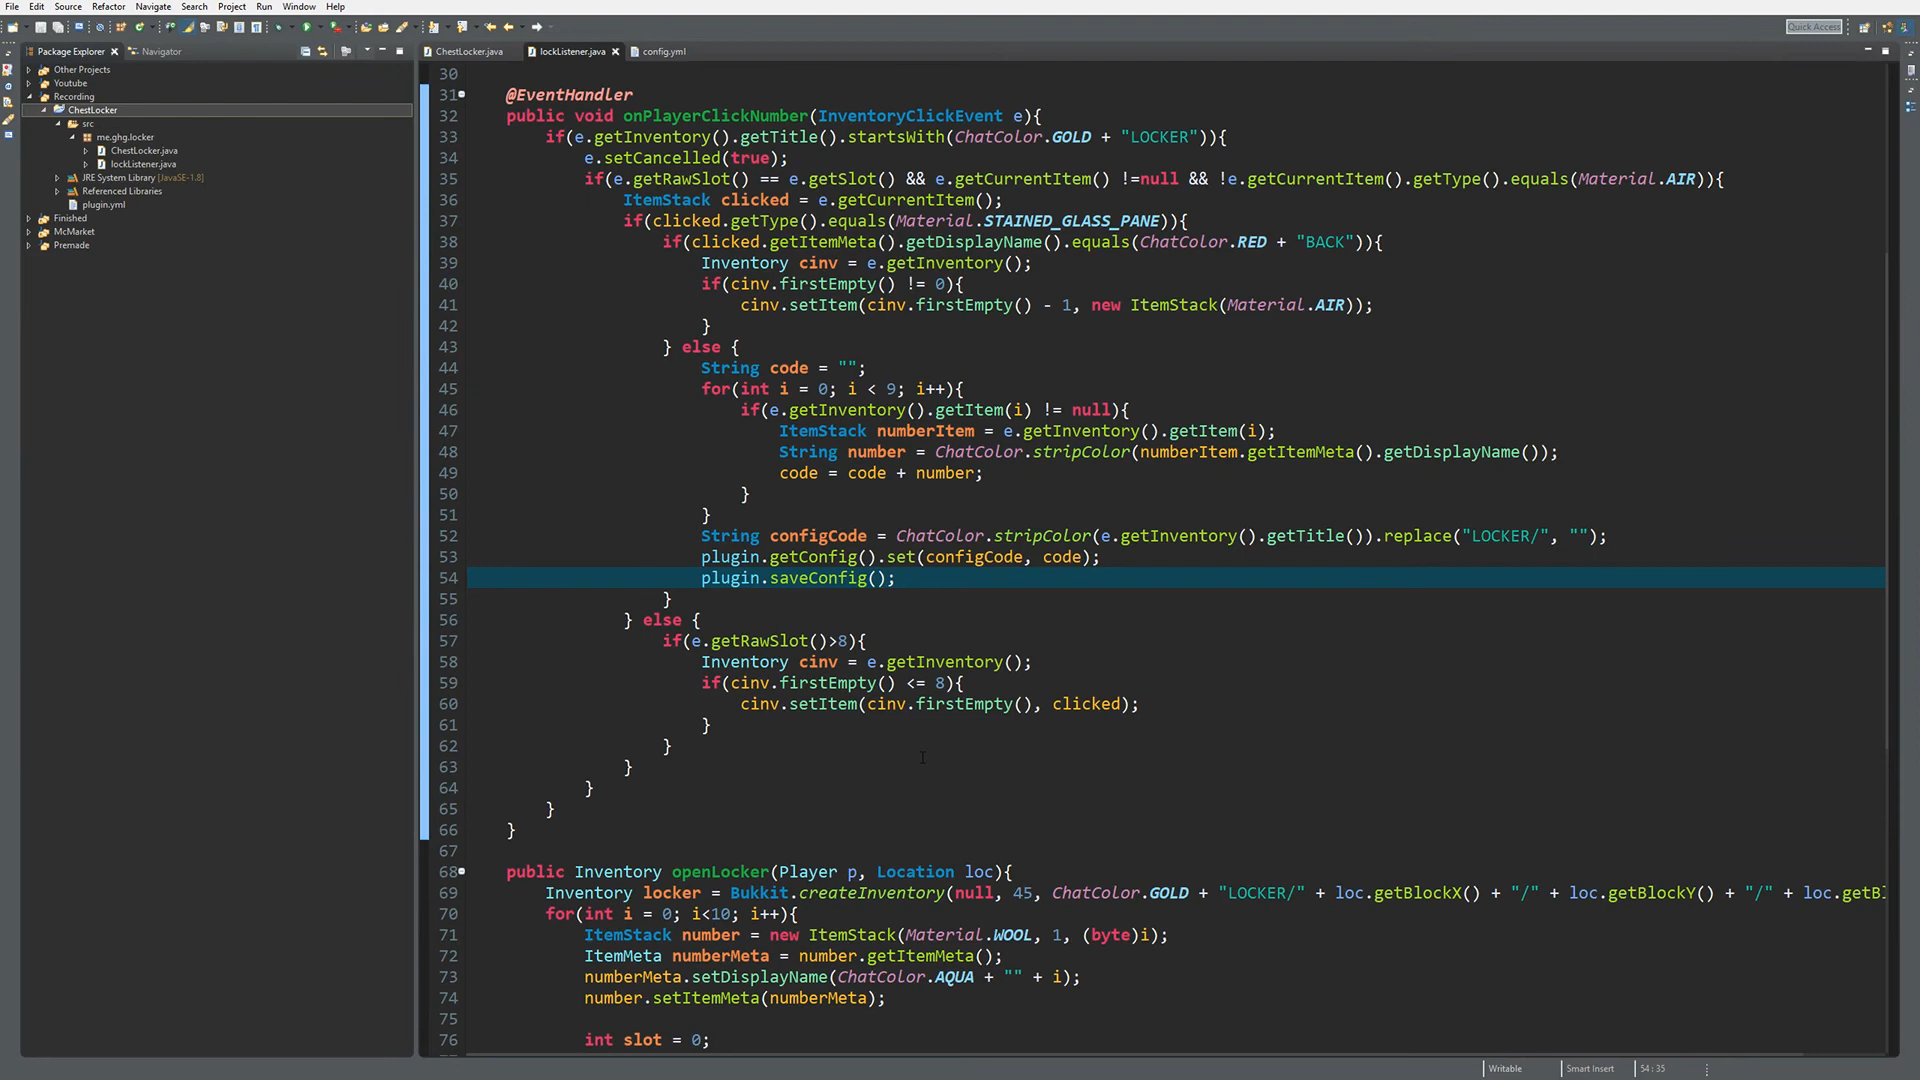 File Edit Source Refactor Navigate Search Project Run Window Help
Quick Access
Package Explorer Navigator
ChestLocker.java lockListener.java config.yml
Other Projects
Youtube
Recording
ChestLocker
src
me.ghg.locker
ChestLocker.java
lockListener.java
JRE System Library [JavaSE-1.8]
Referenced Libraries
plugin.yml
Finished
McMarket
Premade
30
31 @EventHandler
32 public void onPlayerClickNumber(InventoryClickEvent e){
33 if(e.getInventory().getTitle().startsWith(ChatColor.GOLD + "LOCKER")){
34 e.setCancelled(true);
35 if(e.getRawSlot() == e.getSlot() && e.getCurrentItem() !=null && !e.getCurrentItem().getType().equals(Material.AIR)){
36 ItemStack clicked = e.getCurrentItem();
37 if(clicked.getType().equals(Material.STAINED_GLASS_PANE)){
38 if(clicked.getItemMeta().getDisplayName().equals(ChatColor.RED + "BACK")){
39 Inventory cinv = e.getInventory();
40 if(cinv.firstEmpty() != 0){
41 cinv.setItem(cinv.firstEmpty() - 1, new ItemStack(Material.AIR));
42 }
43 } else {
44 String code = "";
45 for(int i = 0; i < 9; i++){
46 if(e.getInventory().getItem(i) != null){
47 ItemStack numberItem = e.getInventory().getItem(i);
48 String number = ChatColor.stripColor(numberItem.getItemMeta().getDisplayName());
49 code = code + number;
50 }
51 }
52 String configCode = ChatColor.stripColor(e.getInventory().getTitle()).replace("LOCKER/", "");
53 plugin.getConfig().set(configCode, code);
54 plugin.saveConfig();
55 }
56 } else {
57 if(e.getRawSlot()>8){
58 Inventory cinv = e.getInventory();
59 if(cinv.firstEmpty() <= 8){
60 cinv.setItem(cinv.firstEmpty(), clicked);
61 }
62 }
63 }
64 }
65 }
66 }
67
68 public Inventory openLocker(Player p, Location loc){
69 Inventory locker = Bukkit.createInventory(null, 45, ChatColor.GOLD + "LOCKER/" + loc.getBlockX() + "/" + loc.getBlockY() + "/" + loc.getBl
70 for(int i = 0; i<10; i++){
71 ItemStack number = new ItemStack(Material.WOOL, 1, (byte)i);
72 ItemMeta numberMeta = number.getItemMeta();
73 numberMeta.setDisplayName(ChatColor.AQUA + "" + i);
74 number.setItemMeta(numberMeta);
75
76 int slot = 0;
Writable Smart Insert 54 : 35